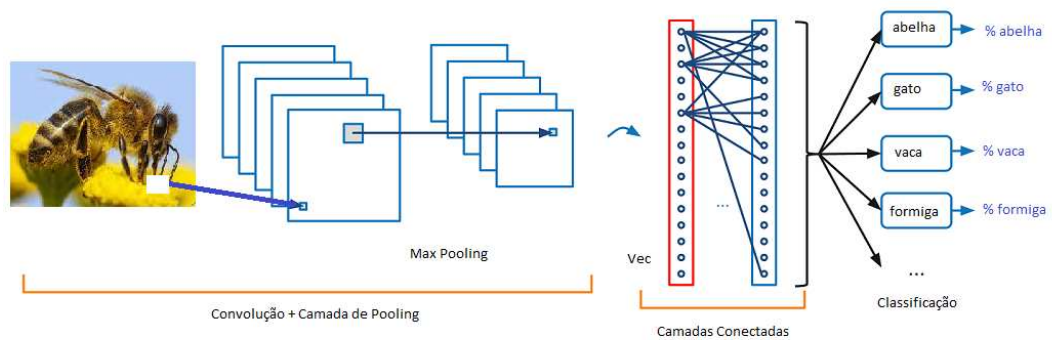 abelha
% abelha
gato
% gato
vaca
% vaca
formiga
% formiga
...
...
Max Pooling
Vec
Classificação
Convolução + Camada de Pooling
Camadas Conectadas